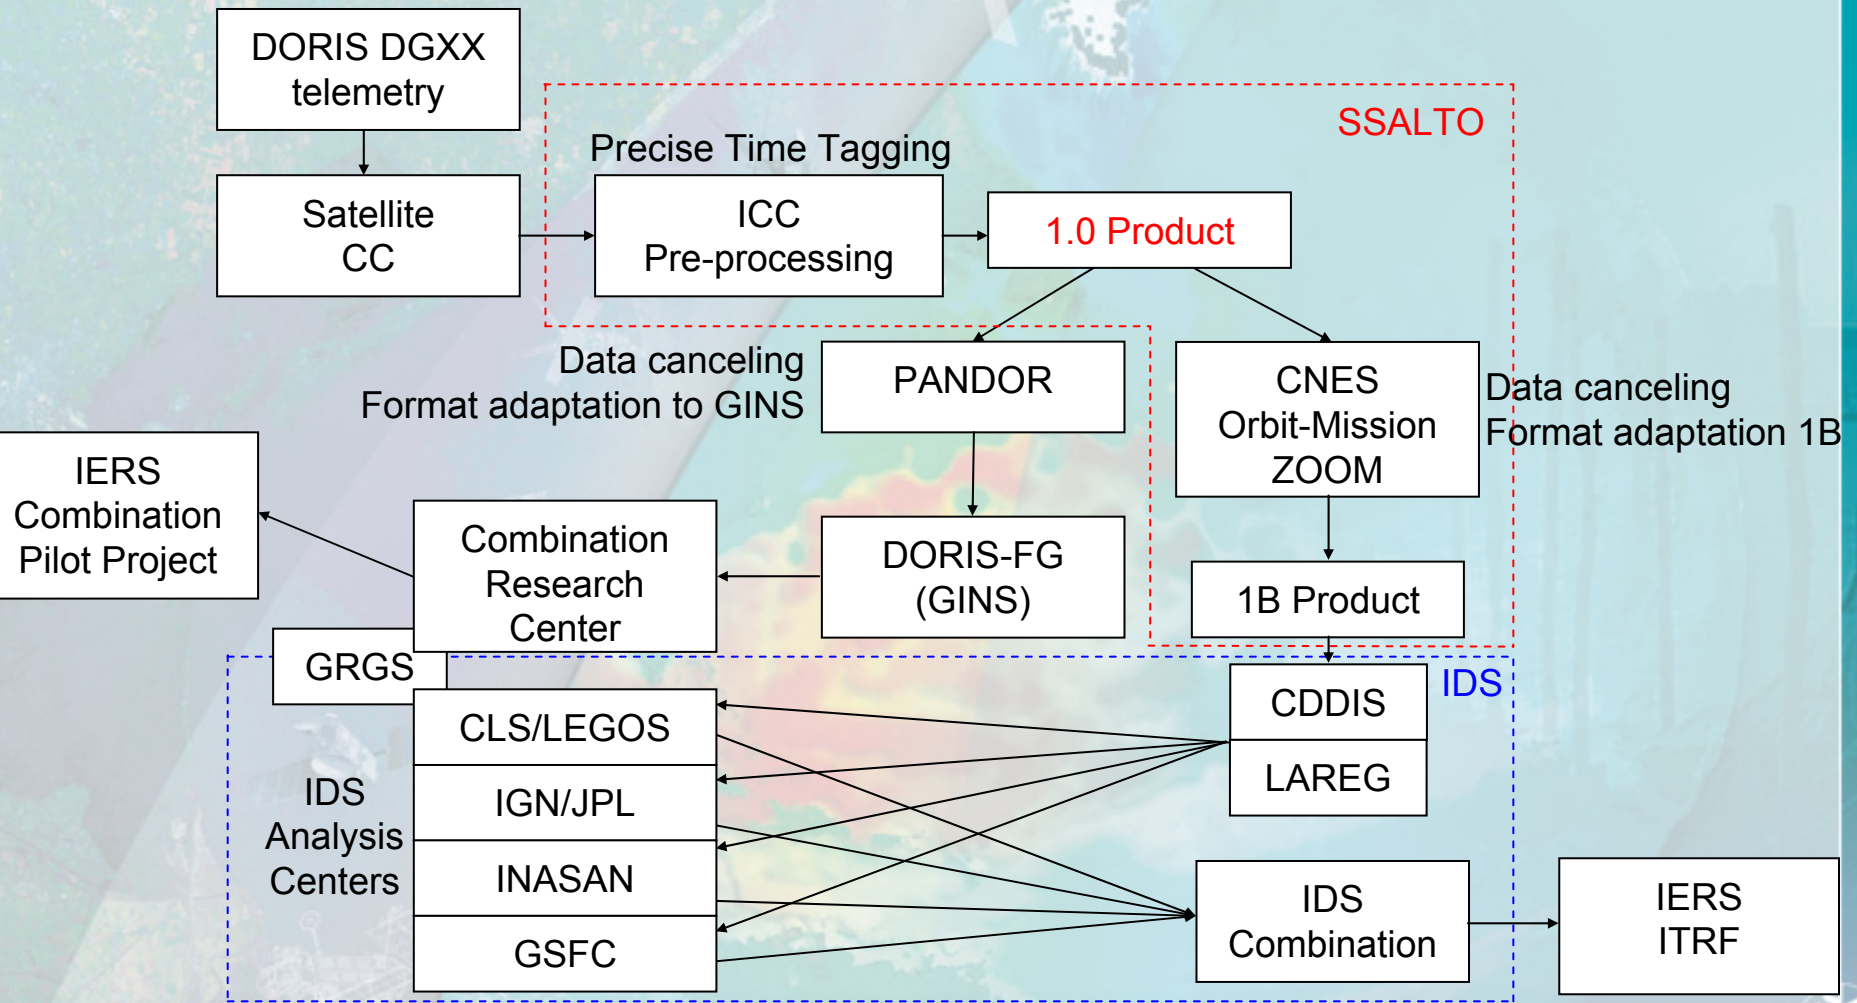 DORIS DGXX
telemetry
SSALTO
Precise Time Tagging
Satellite
CC
ICC
Pre-processing
1.0 Product
Data canceling
Format adaptation to GINS
PANDOR
CNES
Orbit-Mission
ZOOM
Data canceling
Format adaptation 1B
IERS
Combination
Pilot Project
Combination
Research
Center
DORIS-FG
(GINS)
1B Product
GRGS
IDS
CDDIS
LAREG
CLS/LEGOS
IGN/JPL
INASAN
GSFC
IDS
Analysis
Centers
IDS
Combination
IERS
ITRF